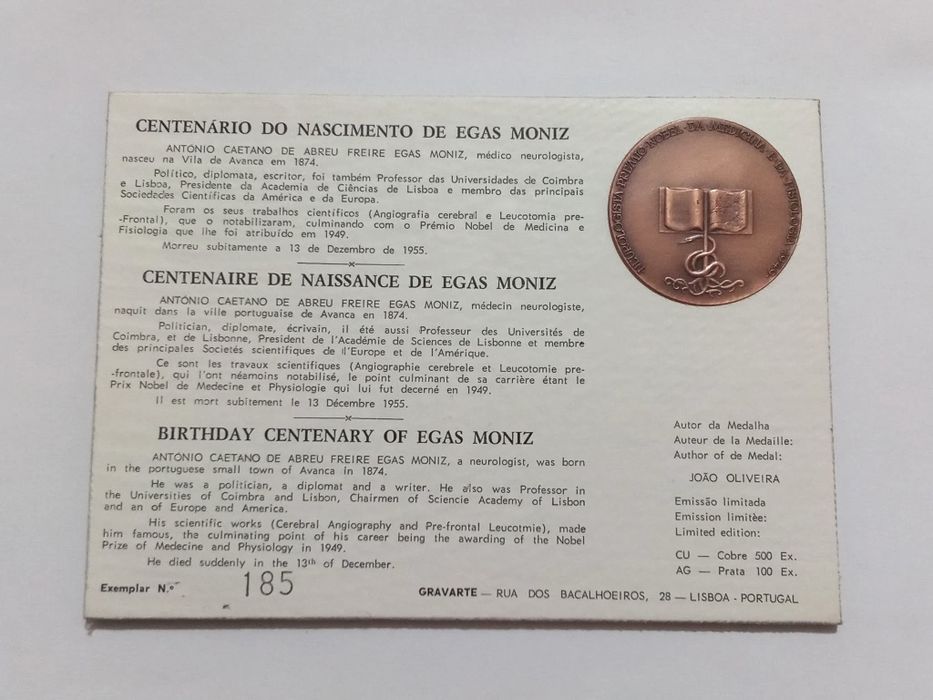 CENTENÁRIO DO NASCIMENTO DE EGAS MONIZ
ANTÓNIO CAETANO DE ABREU FREIRE EGAS MONIZ, médico neurologista,
nasceu na Vila de Avanca em 1874.
Político, diplomata, escritor, foi também Professor das Universidades de Coimbra
e Lisboa, Presidente da Academia de Ciências de Lisboa e membro das principais
Sociedades Científicas da América e da Europa.
Foram os seus trabalhos científicos (Angiografia cerebral e Leucotomia pre-
-Frontal), que o notabilizaram, culminando com o Prémio Nobel de Medicina e
Fisiologia que lhe foi atribuído em 1949.
Morreu subitamente a 13 de Dezembro de 1955.
CENTENAIRE DE NAISSANCE DE EGAS MONIZ
ANTÓNIO CAETANO DE ABREU FREIRE EGAS MONIZ, médecin neurologiste,
naquit dans la ville portuguaise de Avanca en 1874.
Politician, diplomate, écrivain, il été aussi Professeur des Universités de
Coimbra, et de Lisbonne, President de l'Académie de Sciences de Lisbonne et membre
des principales Societés scientifiques de l'Europe et de l'Amérique.
Ce sont les travaux scientifiques (Angiographie cerebrele et Leucotomie pre-
-frontale), qui l'ont néamoins notabilisé, le point culminant de sa carrière étant le
Prix Nobel de Medecine et Physiologie qui lui fut decerné en 1949.
Il est mort subitement le 13 Décembre 1955.
BIRTHDAY CENTENARY OF EGAS MONIZ
ANTÓNIO CAETANO DE ABREU FREIRE EGAS MONIZ, a neurologist, was born
in the portuguese small town of Avanca in 1874.
He was a politician, a diplomat and a writer. He also was Professor in
the Universities of Coimbra and Lisbon, Chairmen of Sciencie Academy of Lisbon
and an of Europe and America.
His scientific works (Cerebral Angiography and Pre-frontal Leucotmie), made
him famous, the culminating point of his career being the awarding of the Nobel
Prize of Medecine and Physiology in 1949.
He died suddenly in the 13th of December.
Exemplar N.º 185
NEUROLOGISTA PRÉMIO NOBEL DA MEDICINA E DA FISIOLOGIA 1949
Autor da Medalha
Auteur de la Medaille:
Author of de Medal:
JOÃO OLIVEIRA
Emissão limitada
Emission limitèe:
Limited edition:
CU — Cobre 500 Ex.
AG — Prata 100 Ex.
GRAVARTE — RUA DOS BACALHOEIROS, 28 — LISBOA - PORTUGAL